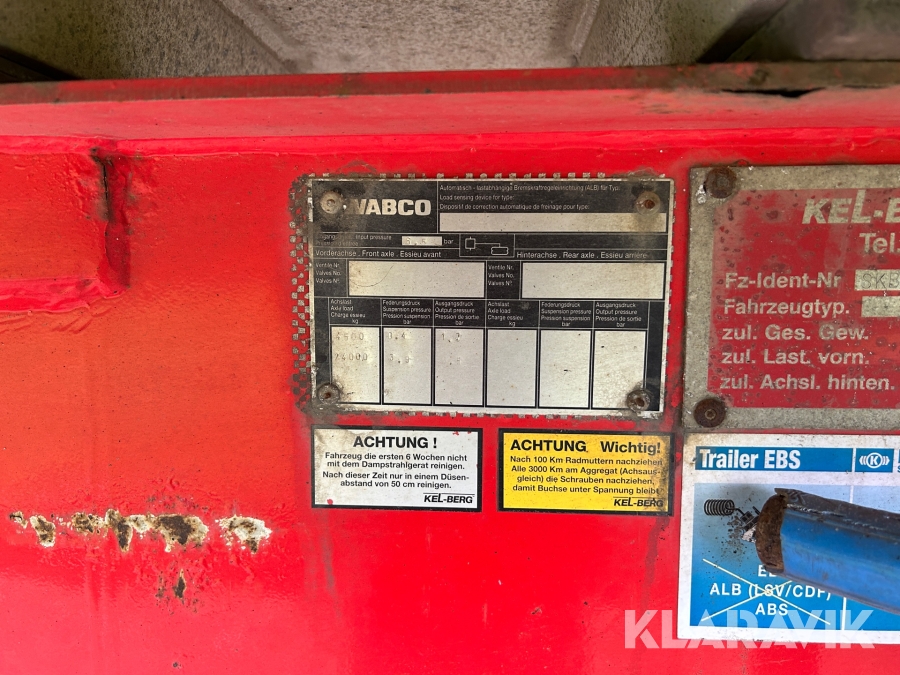 WABCO
Automatisch - lastabhängige Bremskraftregeleinrichtung (ALB) für Typ:
Load sensing device for type:
Dispositif de correction automatique de freinage pour type:
Input pressure
bar
Vorderachse . Front axle . Essieu avant
Hinterachse . Rear axle . Essieu arrière
Ventile Nr.
Valves No.
Valves N°
Ventile Nr.
Valves No.
Valves N°
Achslast Federungsdruck Ausgangsdruck Achslast Federungsdruck Ausgangsdruck
Axle load Suspension pressure Output pressure Axle load Suspension pressure Output pressure
Charge essieu Pression suspension Pression de sortie Charge essieu Pression suspension Pression de sortie
kg bar bar kg bar bar
ACHTUNG !
Fahrzeug die ersten 6 Wochen nicht
mit dem Dampstrahlgerat reinigen.
Nach dieser Zeit nur in einem Düsen-
abstand von 50 cm reinigen.
KEL-BERG
ACHTUNG Wichtig!
Nach 100 Km Radmuttern nachziehen
Alle 3000 Km am Aggregat (Achsaus-
gleich) die Schrauben nachziehen,
damit Buchse unter Spannung bleibt
KEL-BERG
KEL-B
Tel.
Fz-Ident-Nr SKB
Fahrzeugtyp.
zul. Ges. Gew.
zul. Last. vorn.
zul. Achsl. hinten.
Trailer EBS
K
ALB (LSV/CDF)
ABS
KLARAVIK